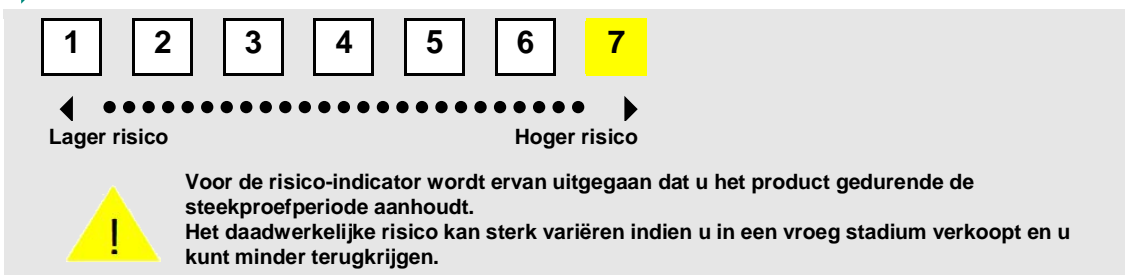 1 2 3 4 5 6 7
Lager risico Hoger risico
!
Voor de risico-indicator wordt ervan uitgegaan dat u het product gedurende de
steekproefperiode aanhoudt.
Het daadwerkelijke risico kan sterk variëren indien u in een vroeg stadium verkoopt en u
kunt minder terugkrijgen.